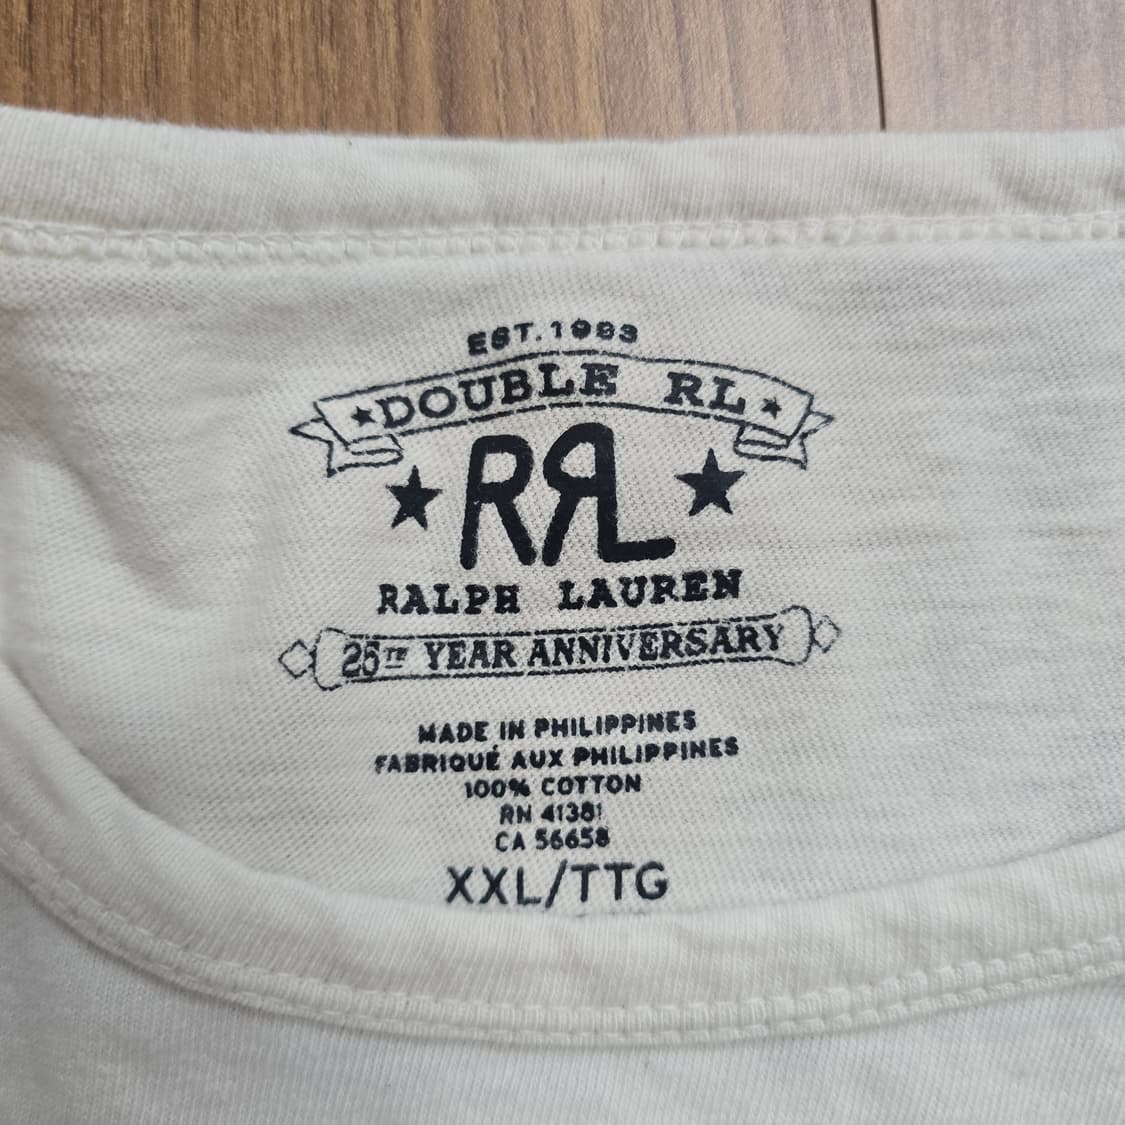 EST. 1993
★DOUBLE RL★
★ RRL ★
RALPH LAUREN
25TH YEAR ANNIVERSARY
MADE IN PHILIPPINES
FABRIQUÉ AUX PHILIPPINES
100% COTTON
RN 41381
CA 56658
XXL/TTG